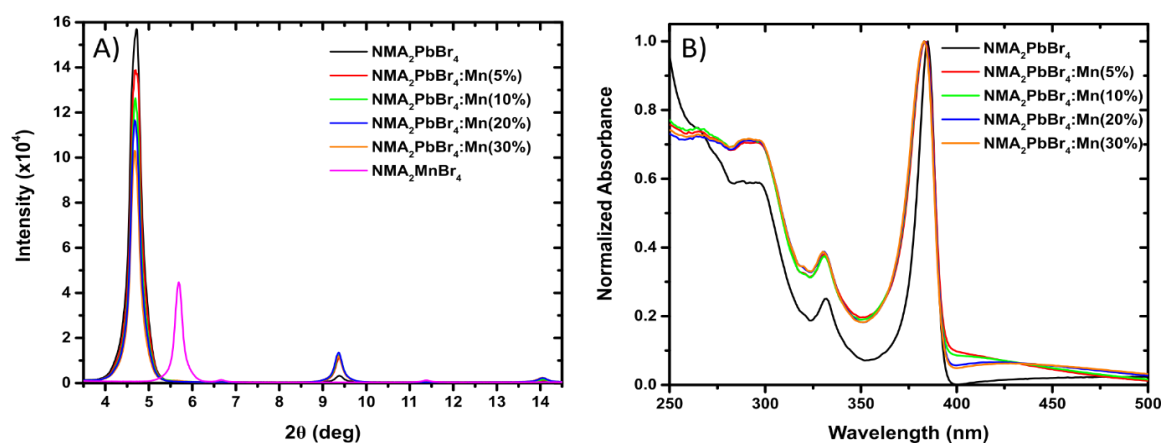 A)
Intensity (x10⁴)
16
14
12
10
8
6
4
2
0
NMA₂PbBr₄
NMA₂PbBr₄:Mn(5%)
NMA₂PbBr₄:Mn(10%)
NMA₂PbBr₄:Mn(20%)
NMA₂PbBr₄:Mn(30%)
NMA₂MnBr₄
4 5 6 7 8 9 10 11 12 13 14
2θ (deg)
B)
Normalized Absorbance
1.0
0.8
0.6
0.4
0.2
0.0
NMA₂PbBr₄
NMA₂PbBr₄:Mn(5%)
NMA₂PbBr₄:Mn(10%)
NMA₂PbBr₄:Mn(20%)
NMA₂PbBr₄:Mn(30%)
250 300 350 400 450 500
Wavelength (nm)